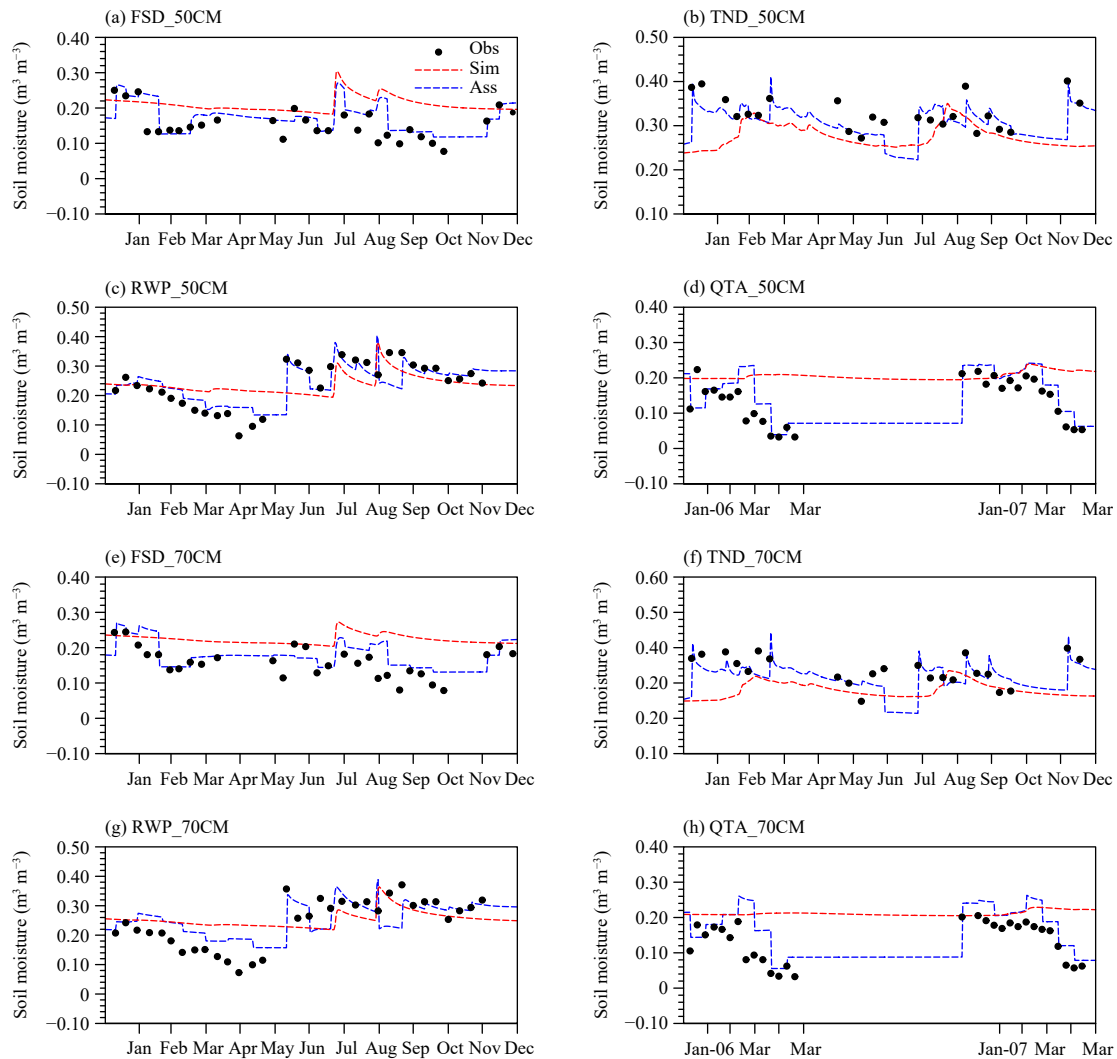 (a) FSD_50CM
Soil moisture (m³ m⁻³)
0.40
0.30
0.20
0.10
0
−0.10
Obs
Sim
Ass
Jan Feb Mar Apr May Jun Jul Aug Sep Oct Nov Dec
(b) TND_50CM
Soil moisture (m³ m⁻³)
0.50
0.40
0.30
0.20
0.10
Jan Feb Mar Apr May Jun Jul Aug Sep Oct Nov Dec
(c) RWP_50CM
Soil moisture (m³ m⁻³)
0.50
0.40
0.30
0.20
0.10
0
−0.10
Jan Feb Mar Apr May Jun Jul Aug Sep Oct Nov Dec
(d) QTA_50CM
Soil moisture (m³ m⁻³)
0.40
0.30
0.20
0.10
0
−0.10
Jan-06 Mar Mar Jan-07 Mar Mar
(e) FSD_70CM
Soil moisture (m³ m⁻³)
0.40
0.30
0.20
0.10
0
−0.10
Jan Feb Mar Apr May Jun Jul Aug Sep Oct Nov Dec
(f) TND_70CM
Soil moisture (m³ m⁻³)
0.60
0.40
0.20
0.20
0.10
Jan Feb Mar Apr May Jun Jul Aug Sep Oct Nov Dec
(g) RWP_70CM
Soil moisture (m³ m⁻³)
0.50
0.40
0.30
0.20
0.10
0
−0.10
Jan Feb Mar Apr May Jun Jul Aug Sep Oct Nov Dec
(h) QTA_70CM
Soil moisture (m³ m⁻³)
0.40
0.30
0.20
0.10
0
−0.10
Jan-06 Mar Mar Jan-07 Mar Mar